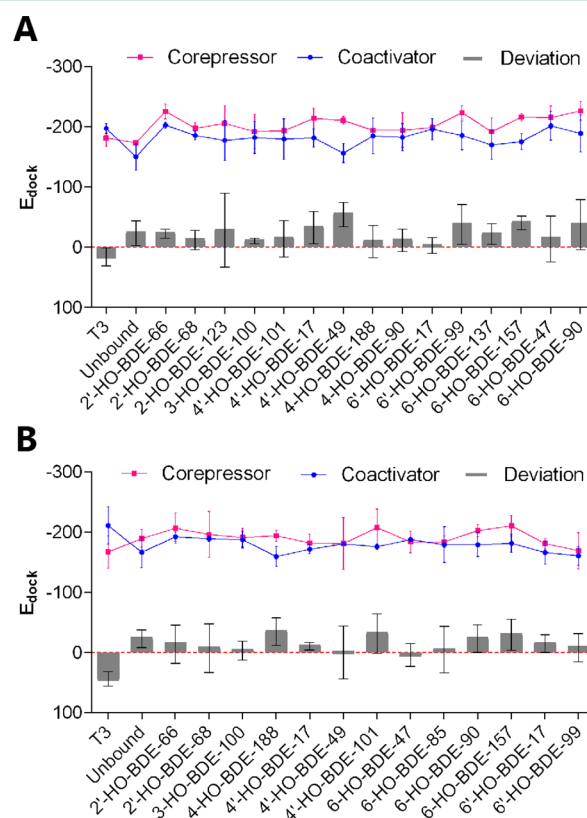 A
Corepressor Coactivator Deviation
-300
-200
-100
0
100
E_dock
T3
Unbound
2'-HO-BDE-66
2'-HO-BDE-68
2-HO-BDE-123
3-HO-BDE-100
4'-HO-BDE-101
4'-HO-BDE-17
4'-HO-BDE-49
4-HO-BDE-188
4-HO-BDE-90
6'-HO-BDE-17
6'-HO-BDE-99
6-HO-BDE-137
6-HO-BDE-157
6-HO-BDE-47
6-HO-BDE-90
B
Corepressor Coactivator Deviation
-300
-200
-100
0
100
E_dock
T3
Unbound
2'-HO-BDE-66
2'-HO-BDE-68
3-HO-BDE-100
4-HO-BDE-188
4'-HO-BDE-17
4'-HO-BDE-49
4'-HO-BDE-101
6-HO-BDE-47
6-HO-BDE-85
6-HO-BDE-90
6-HO-BDE-157
6'-HO-BDE-17
6'-HO-BDE-99